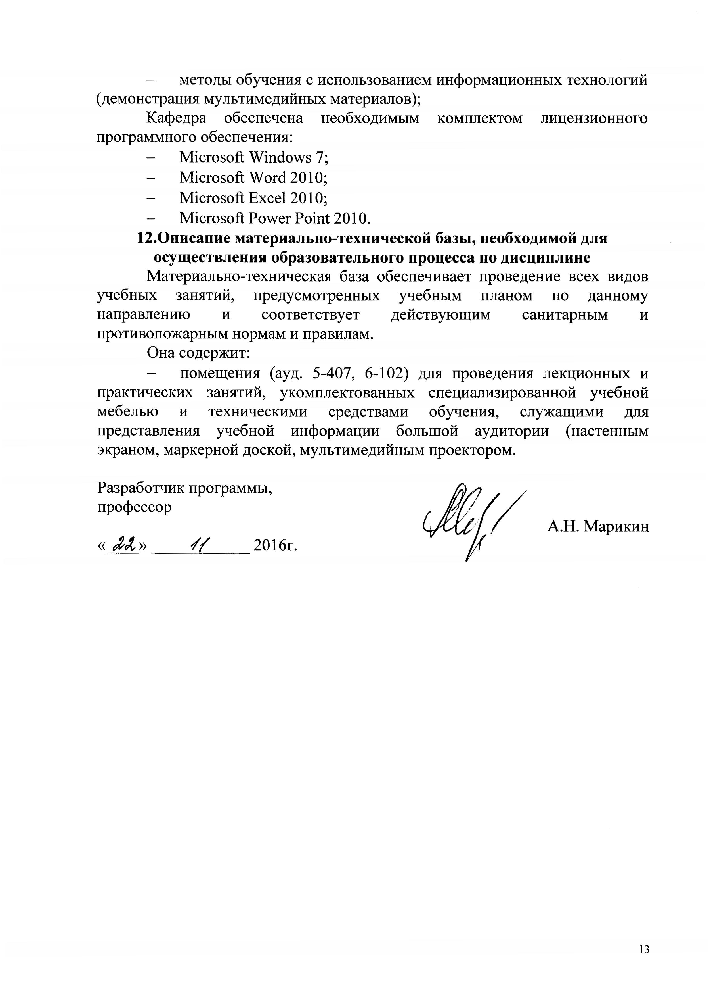 – методы обучения с использованием информационных технологий
(демонстрация мультимедийных материалов);
Кафедра обеспечена необходимым комплектом лицензионного
программного обеспечения:
– Microsoft Windows 7;
– Microsoft Word 2010;
– Microsoft Excel 2010;
– Microsoft Power Point 2010.
12.Описание материально-технической базы, необходимой для
осуществления образовательного процесса по дисциплине
Материально-техническая база обеспечивает проведение всех видов
учебных занятий, предусмотренных учебным планом по данному
направлению и соответствует действующим санитарным и
противопожарным нормам и правилам.
Она содержит:
– помещения (ауд. 5-407, 6-102) для проведения лекционных и
практических занятий, укомплектованных специализированной учебной
мебелью и техническими средствами обучения, служащими для
представления учебной информации большой аудитории (настенным
экраном, маркерной доской, мультимедийным проектором.
Разработчик программы,
профессор
А.Н. Марикин
«22» 11 2016г.
13